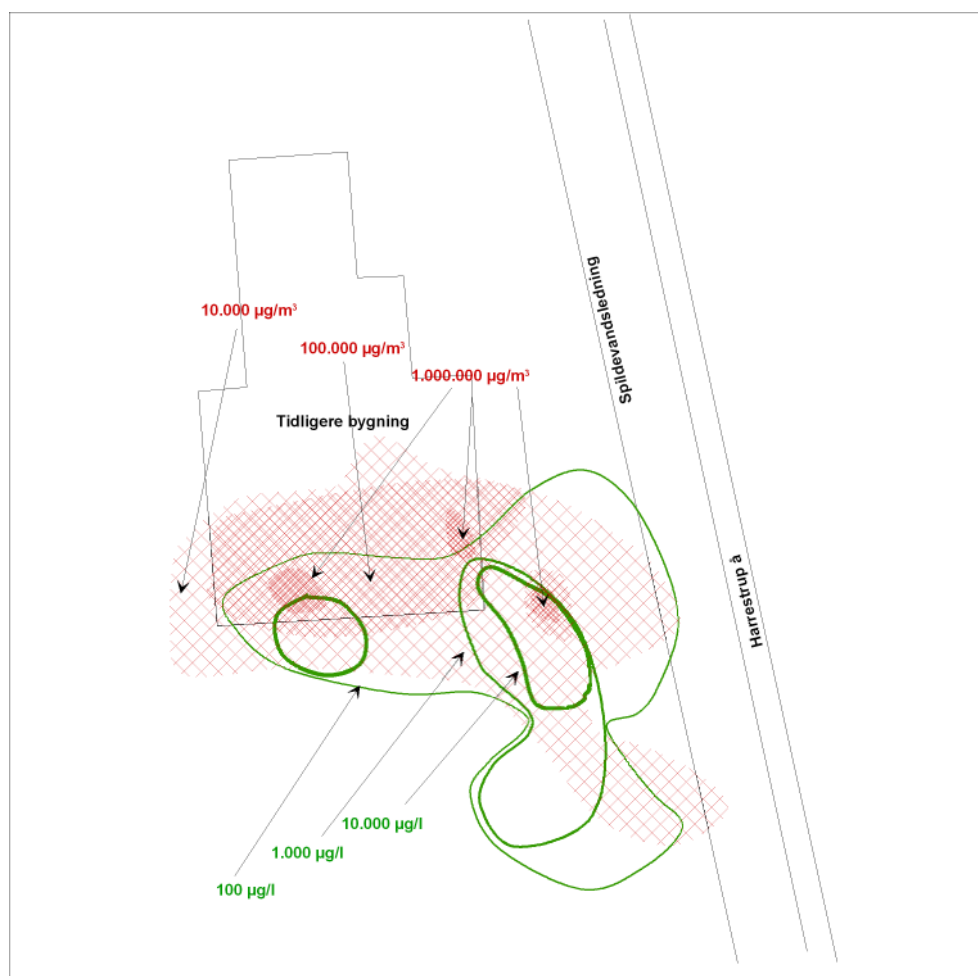 Spildevandsledning
10.000 µg/m³
100.000 µg/m³
1.000.000 µg/m³
Tidligere bygning
Harrestrup å
10.000 µg/l
1.000 µg/l
100 µg/l